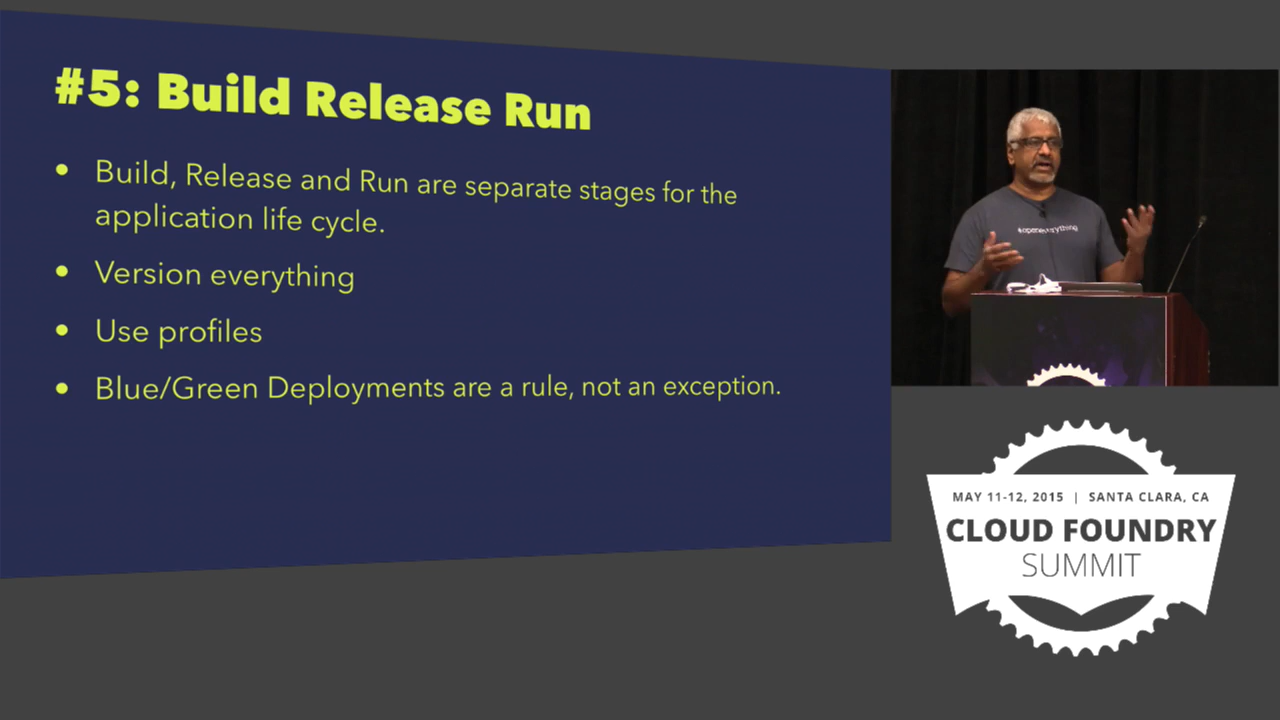 #5: Build Release Run
• Build, Release and Run are separate stages for the
application life cycle.
• Version everything
• Use profiles
• Blue/Green Deployments are a rule, not an exception.
#openeverything
MAY 11-12, 2015 | SANTA CLARA, CA
CLOUD FOUNDRY
SUMMIT